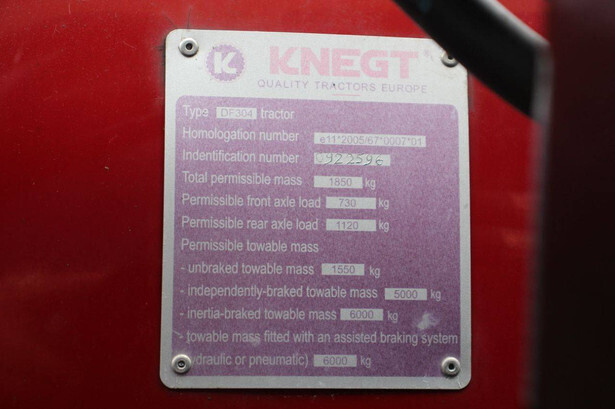 K KNEGT
QUALITY TRACTORS EUROPE
Type DF304 tractor
Homologation number e11*2005/67*0007*01
Indentification number
Total permissible mass 1850 kg
Permissible front axle load 730 kg
Permissible rear axle load 1120 kg
Permissible towable mass
- unbraked towable mass 1550 kg
- independently-braked towable mass 5000 kg
- inertia-braked towable mass 6000 kg
- towable mass fitted with an assisted braking system
hydraulic or pneumatic) 6000 kg